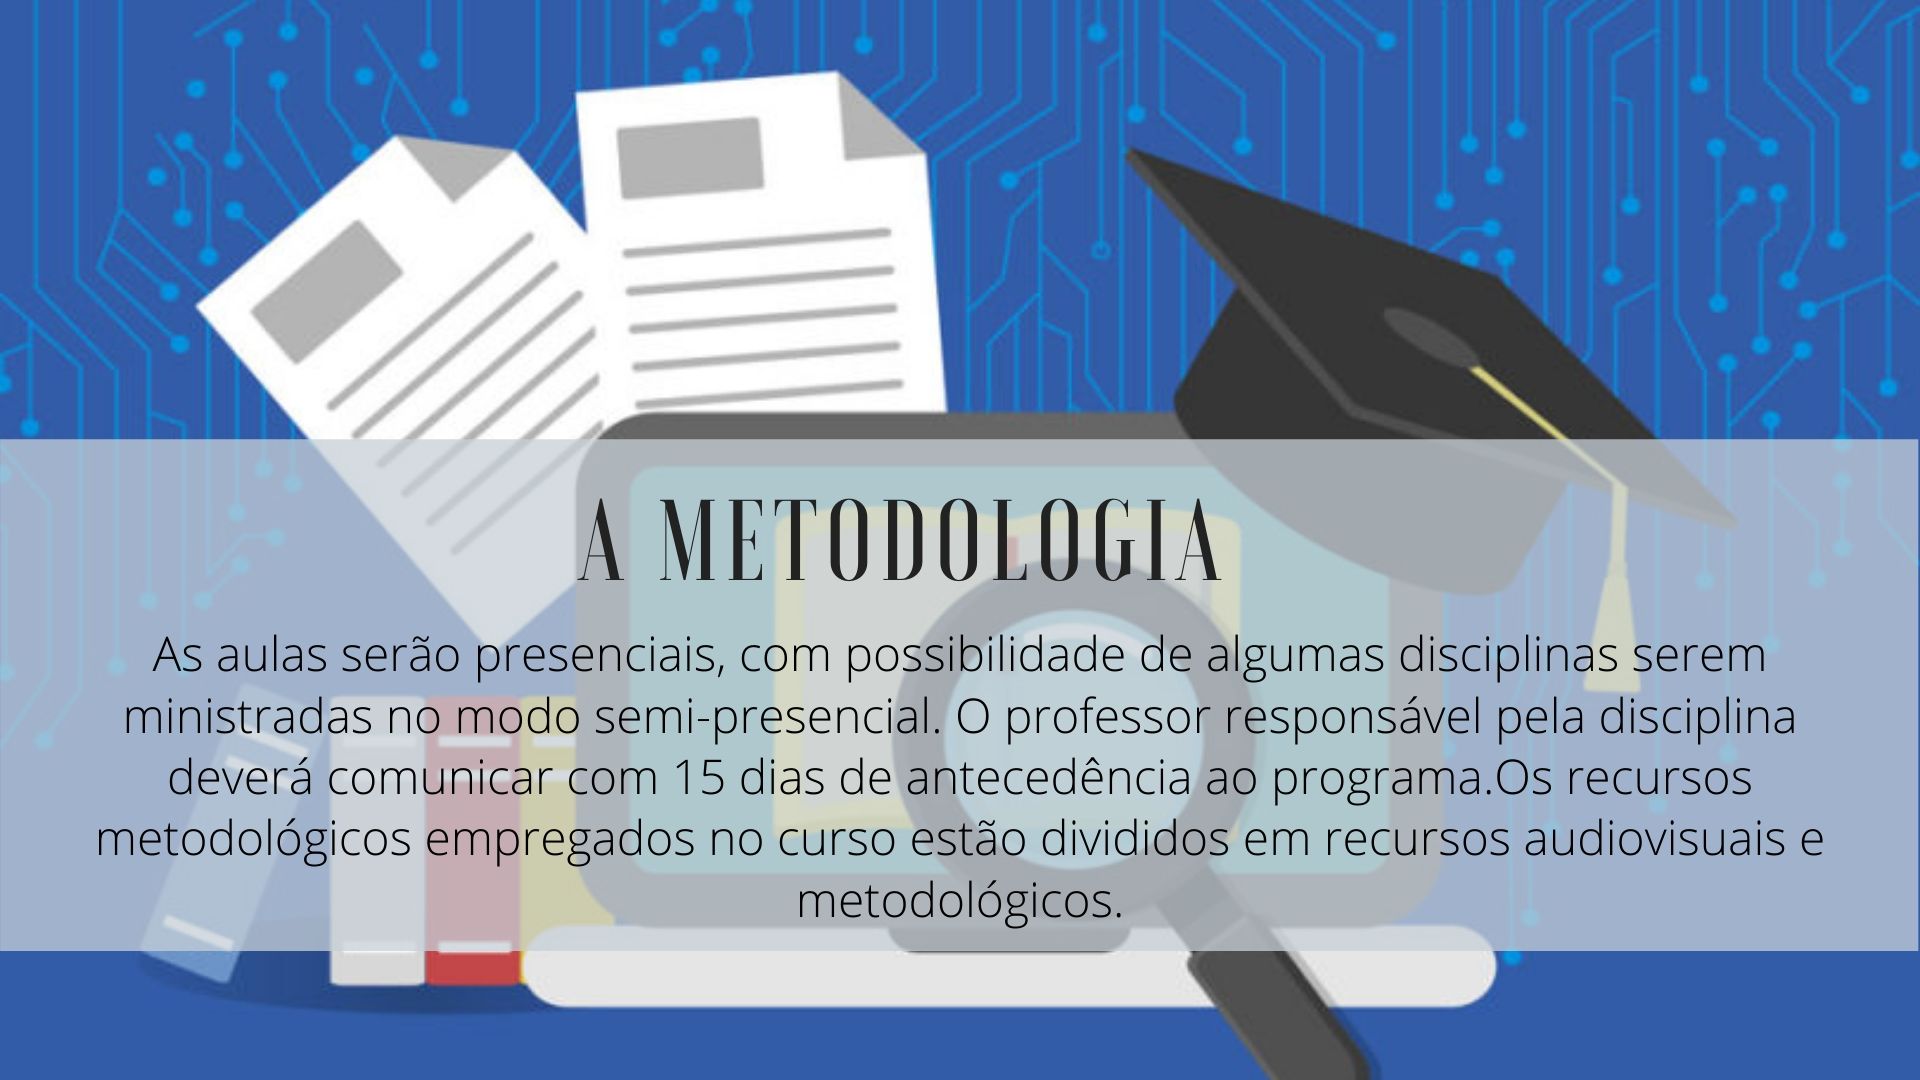 A METODOLOGIA
As aulas serão presenciais, com possibilidade de algumas disciplinas serem
ministradas no modo semi-presencial. O professor responsável pela disciplina
deverá comunicar com 15 dias de antecedência ao programa.Os recursos
metodológicos empregados no curso estão divididos em recursos audiovisuais e
metodológicos.